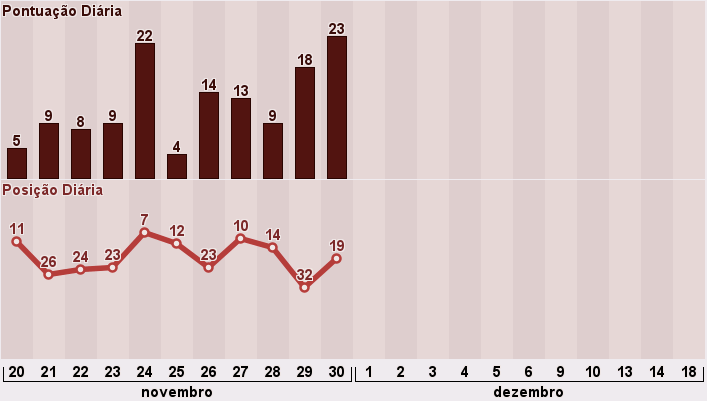 Pontuação Diária
5 9 8 9 22 4 14 13 9 18 23
Posição Diária
11 26 24 23 7 12 23 10 14 32 19
20 21 22 23 24 25 26 27 28 29 30 1 2 3 4 5 6 9 10 13 14 18
novembro dezembro